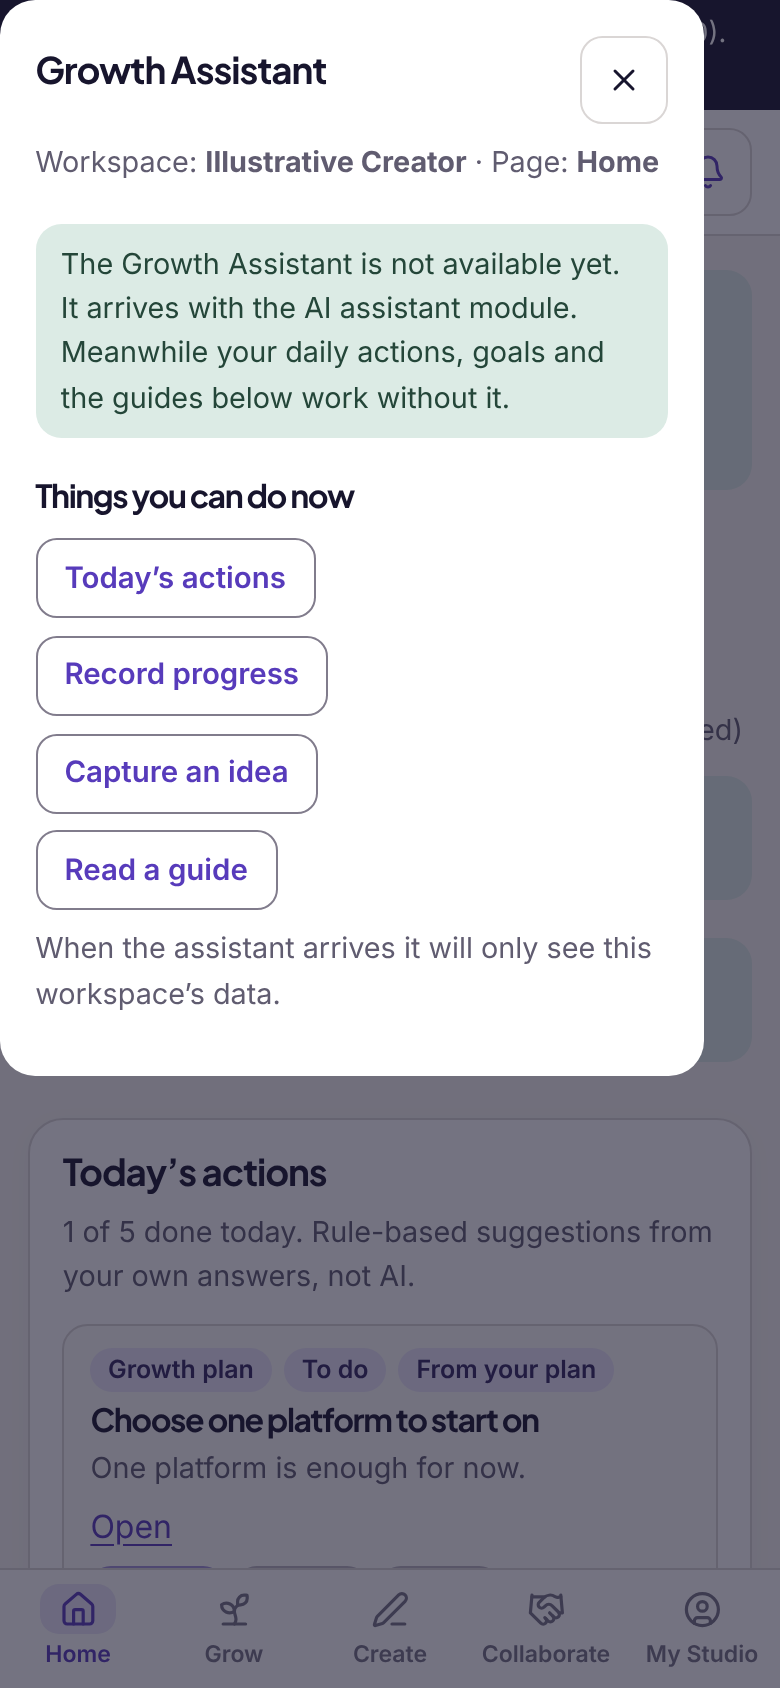 Growth Assistant
Workspace: Illustrative Creator · Page: Home
The Growth Assistant is not available yet.
It arrives with the AI assistant module.
Meanwhile your daily actions, goals and
the guides below work without it.
Things you can do now
Today’s actions
Record progress
Capture an idea
Read a guide
When the assistant arrives it will only see this
workspace’s data.
Today’s actions
1 of 5 done today. Rule-based suggestions from
your own answers, not AI.
Growth plan To do From your plan
Choose one platform to start on
One platform is enough for now.
Open
Home Grow Create Collaborate My Studio